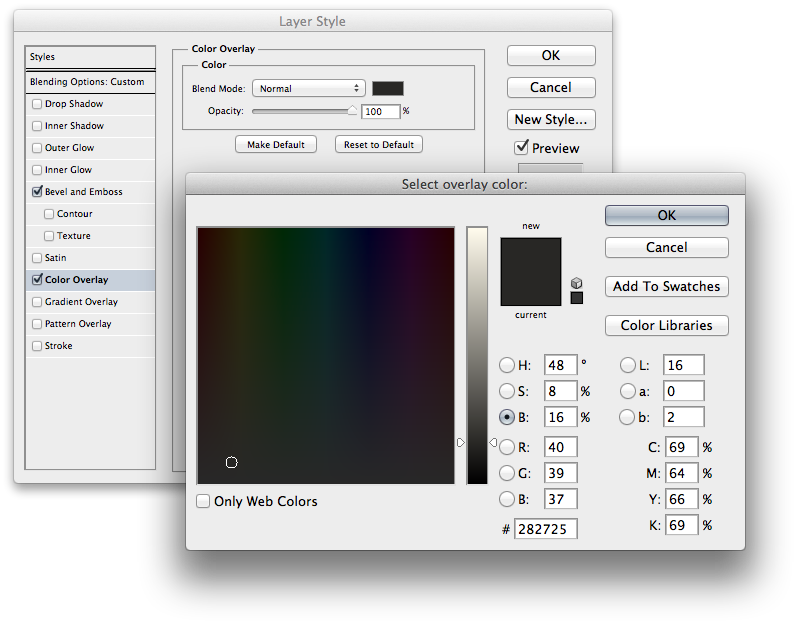 Layer Style
Styles
Blending Options: Custom
Drop Shadow
Inner Shadow
Outer Glow
Inner Glow
Bevel and Emboss
Contour
Texture
Satin
Color Overlay
Gradient Overlay
Pattern Overlay
Stroke
Color Overlay
Color
Blend Mode: Normal
Opacity: 100 %
Make Default Reset to Default
OK
Cancel
New Style...
Preview
Select overlay color:
new
current
OK
Cancel
Add To Swatches
Color Libraries
H: 48 ° L: 16
S: 8 % a: 0
B: 16 % b: 2
R: 40 C: 69 %
G: 39 M: 64 %
B: 37 Y: 66 %
# 282725 K: 69 %
Only Web Colors